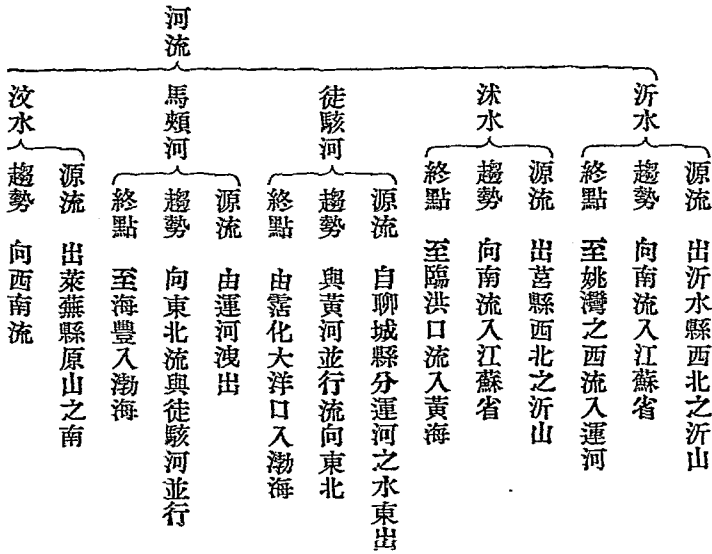 河流
沂水
源流　出沂水縣西北之沂山
趨勢　向南流入江蘇省
終點　至姚灣之西流入運河
沭水
源流　出莒縣西北之沂山
趨勢　向南流入江蘇省
終點　至臨洪口流入黃海
徒駭河
源流　自聊城縣分運河之水東出
趨勢　與黃河並行流向東北
終點　由霑化大洋口入渤海
馬頰河
源流　由運河洩出
趨勢　向東北流與徒駭河並行
終點　至海豐入渤海
汶水
源流　出萊蕪縣原山之南
趨勢　向西南流